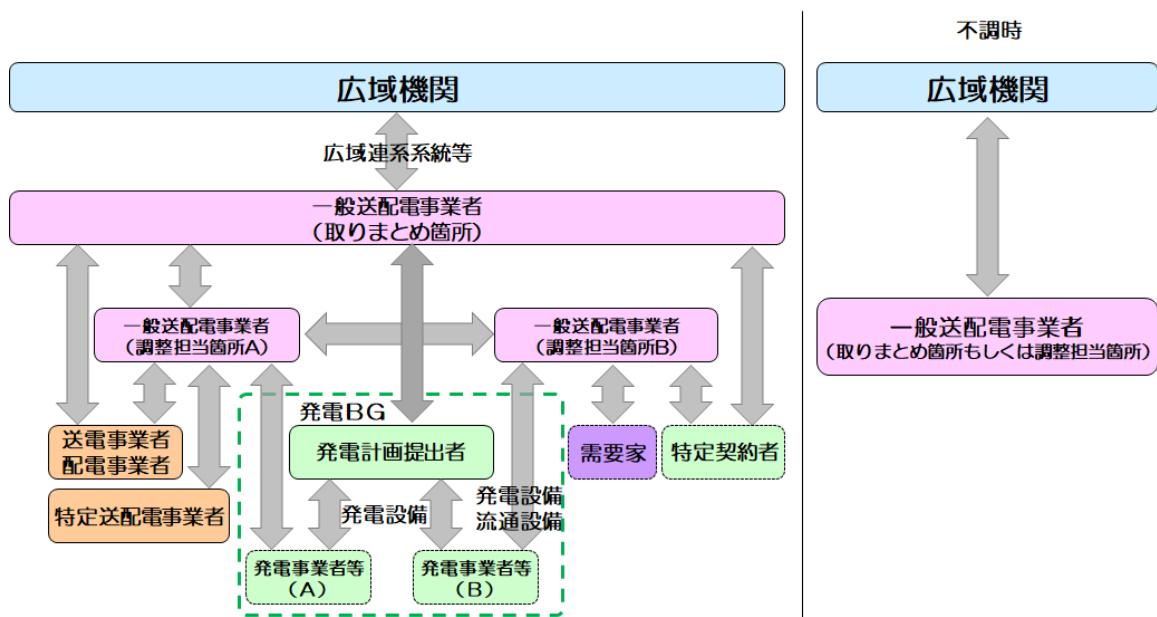 広域機関
広域連系系統等
一般送配電事業者
（取りまとめ箇所）
一般送配電事業者
（調整担当箇所A）
一般送配電事業者
（調整担当箇所B）
発電BG
送電事業者
配電事業者
発電計画提出者
需要家
特定契約者
特定送配電事業者
発電設備
発電設備
流通設備
発電事業者等
（A）
発電事業者等
（B）
不調時
広域機関
一般送配電事業者
（取りまとめ箇所もしくは調整担当箇所）